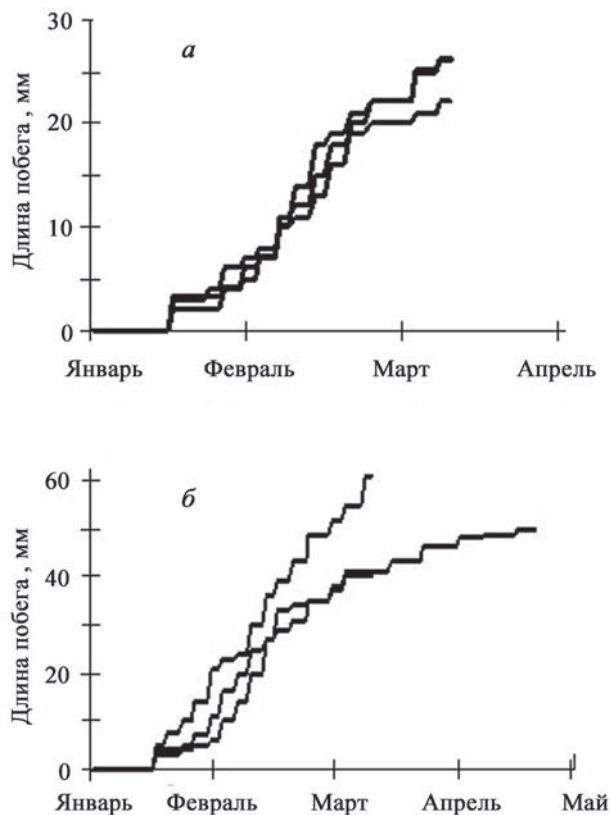 30
а
Длина побега , мм
20
10
0
Январь Февраль Март Апрель
60
б
Длина побега , мм
40
20
0
Январь Февраль Март Апрель Май